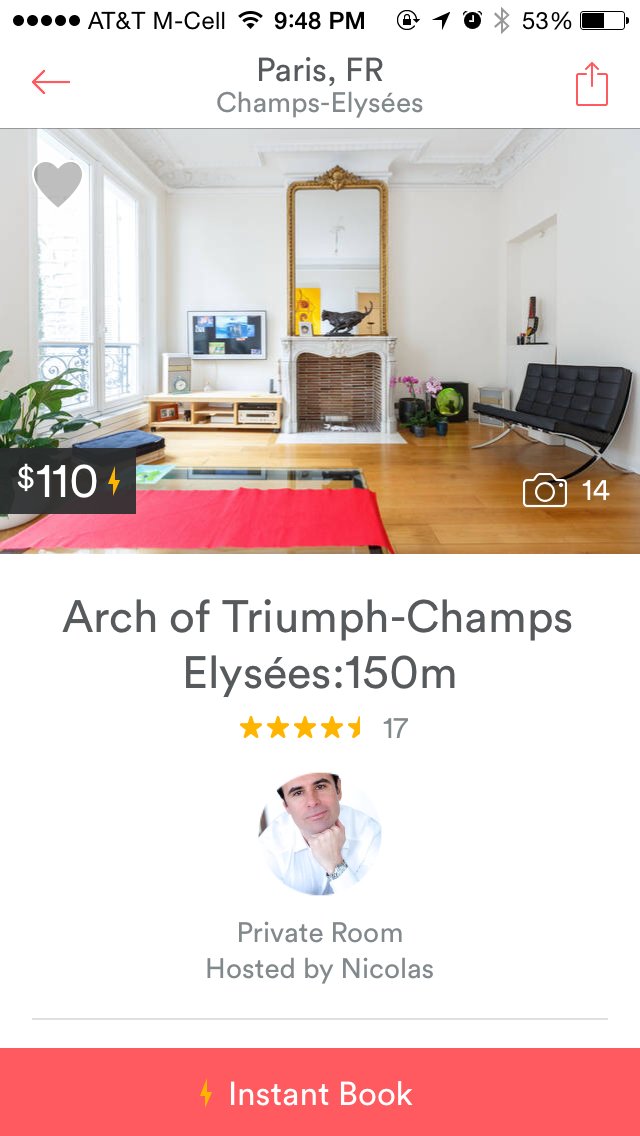 AT&T M-Cell 9:48 PM 53%
Paris, FR
Champs-Elysées
$110
14
Arch of Triumph-Champs
Elysées:150m
17
Private Room
Hosted by Nicolas
Instant Book